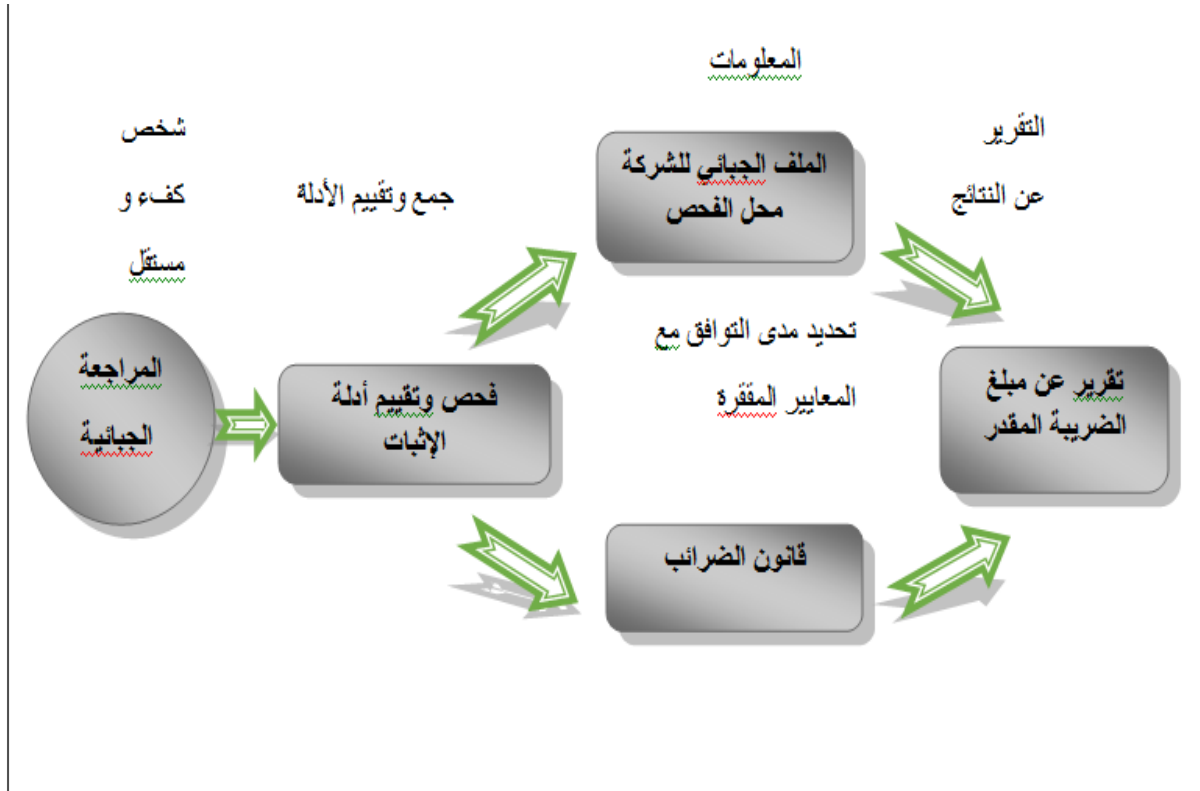 المعلومات
شخص
كفء و
مستقل
جمع وتقييم الأدلة
الملف الجبائي للشركة
محل الفحص
التقرير
عن النتائج
المراجعة
الجبائية
فحص وتقييم أدلة
الإثبات
تحديد مدى التوافق مع
المعايير المققرة
تقرير عن مبلغ
الضريبة المقدر
قانون الضرائب